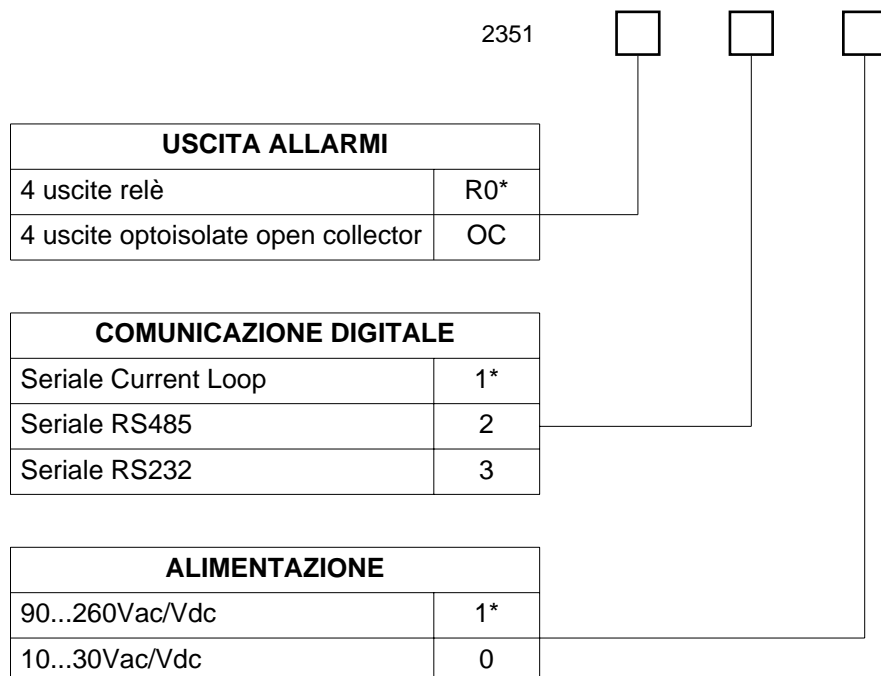 2351
USCITA ALLARMI
4 uscite relè R0*
4 uscite optoisolate open collector OC
COMUNICAZIONE DIGITALE
Seriale Current Loop 1*
Seriale RS485 2
Seriale RS232 3
ALIMENTAZIONE
90...260Vac/Vdc 1*
10...30Vac/Vdc 0